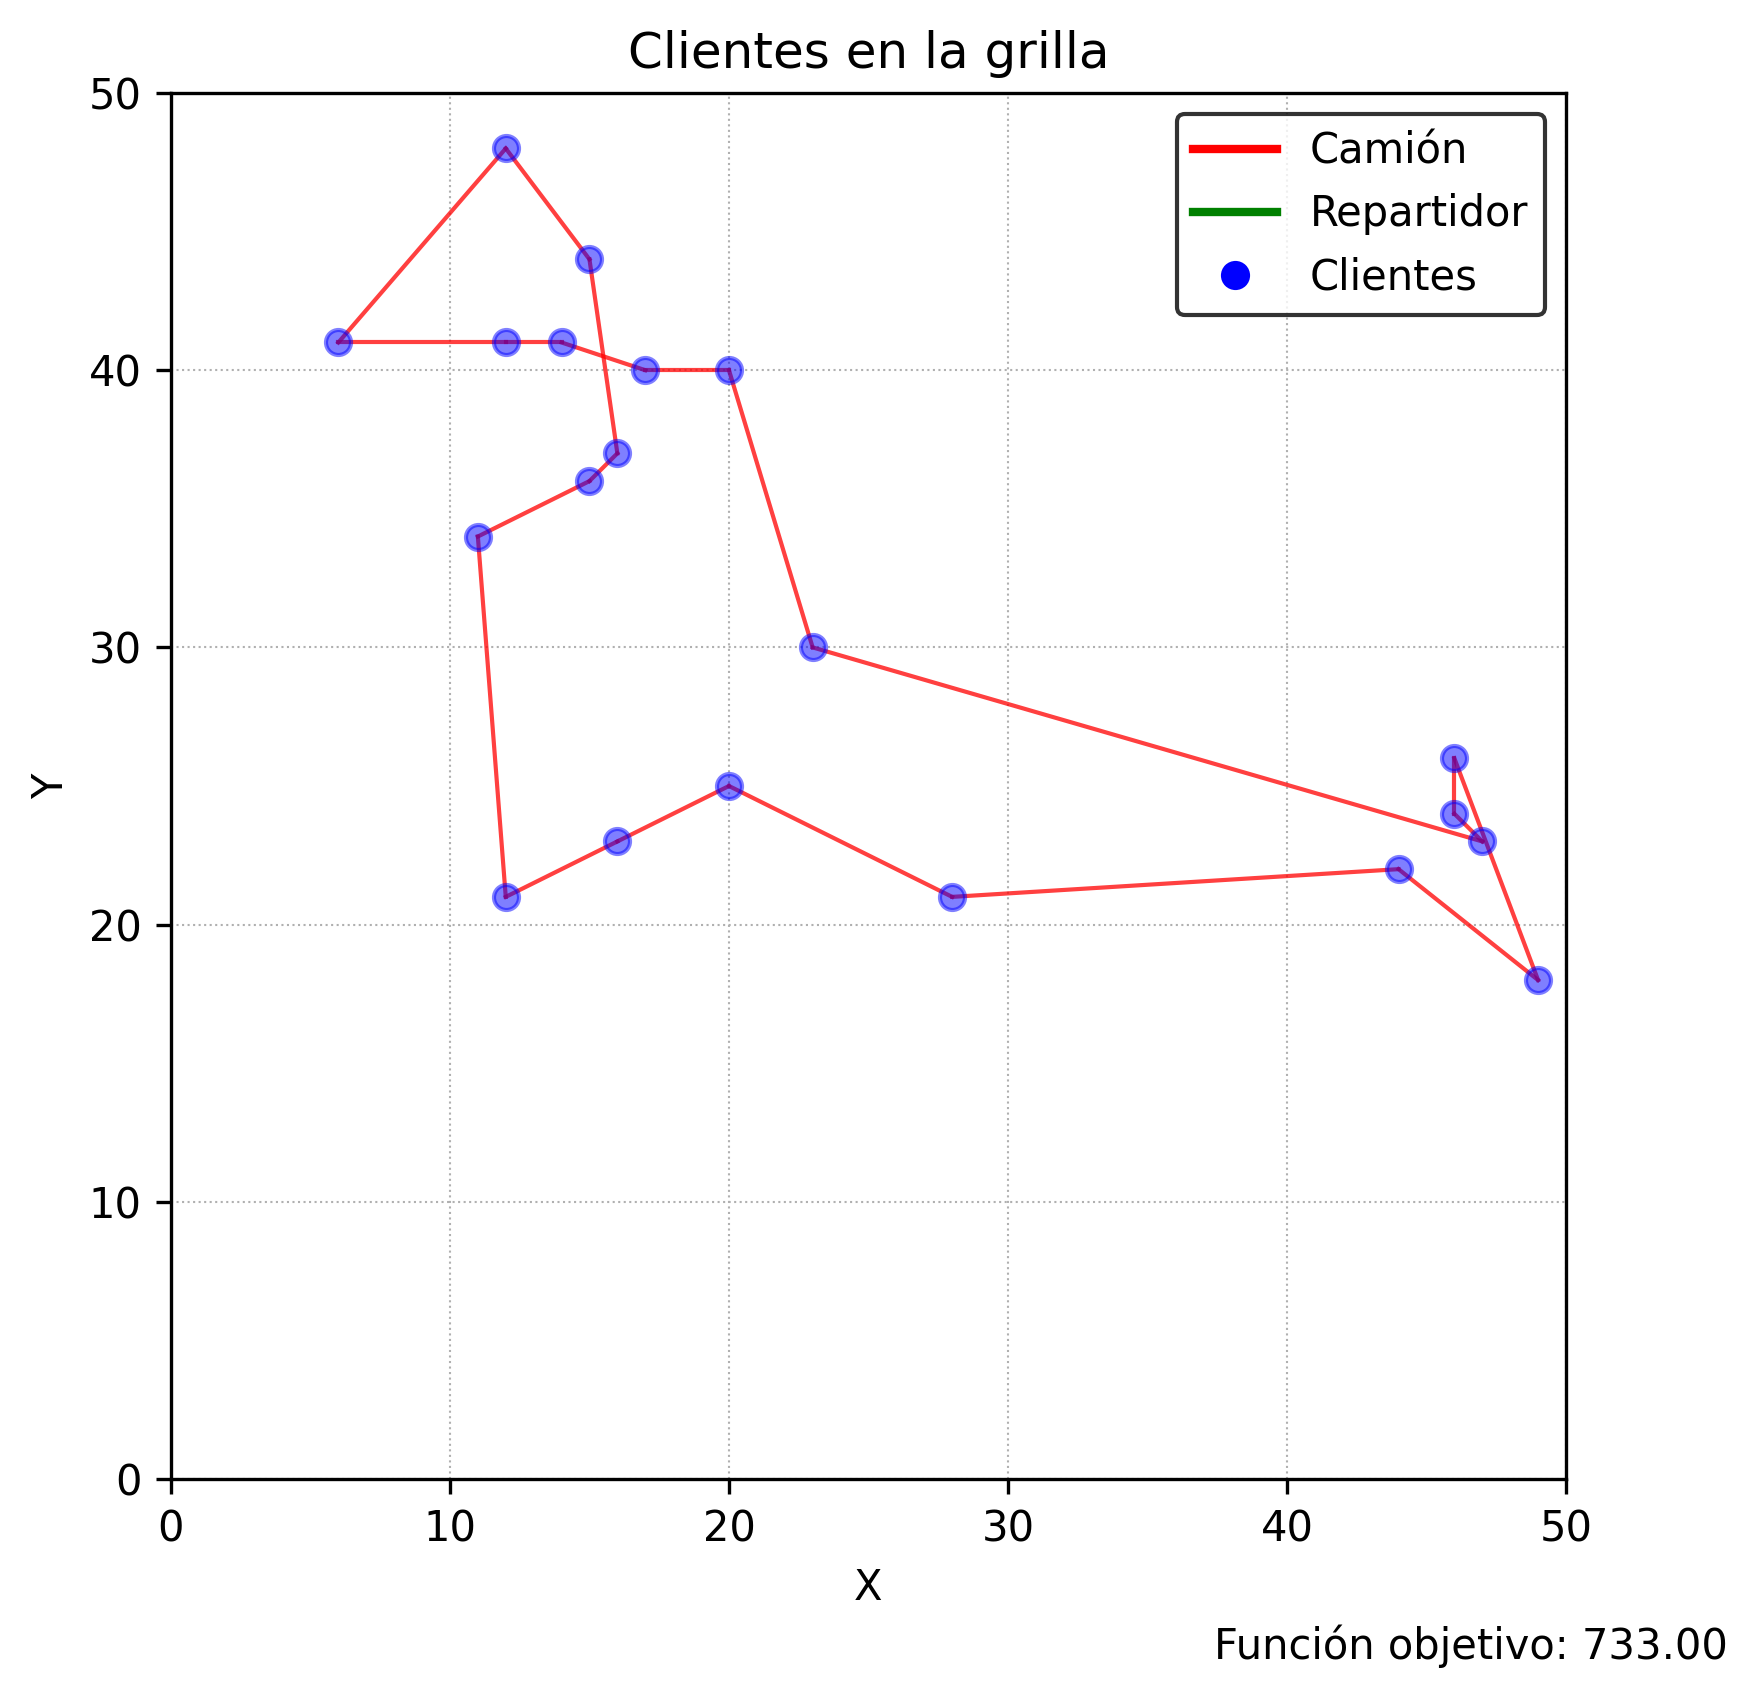 Clientes en la grilla
Camión
Repartidor
Clientes
50
40
30
20
10
0
Y
0 10 20 30 40 50
X
Función objetivo: 733.00